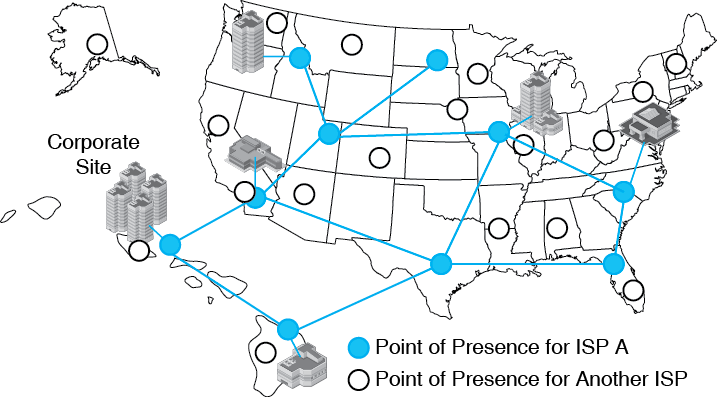 Corporate
Site
Point of Presence for ISP A
Point of Presence for Another ISP